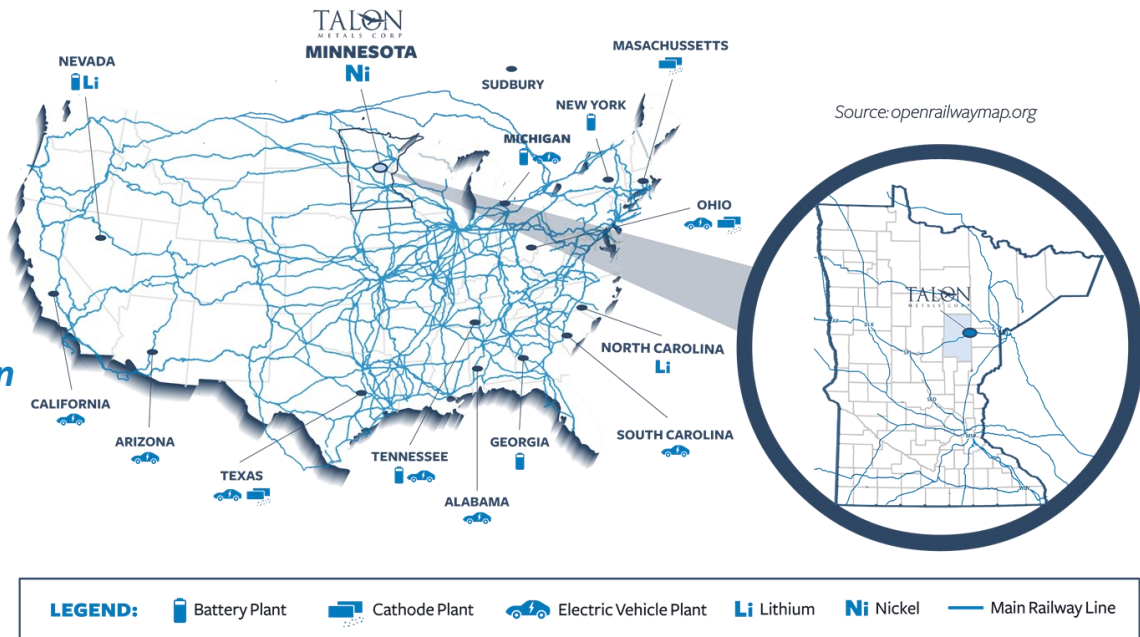 TALON
METALS CORP
MINNESOTA
Ni
NEVADA
Li
SUDBURY
MASACHUSSETTS
NEW YORK
MICHIGAN
OHIO
Source: openrailwaymap.org
TALON
METALS CORP
n
CALIFORNIA
ARIZONA
TEXAS
TENNESSEE
ALABAMA
GEORGIA
NORTH CAROLINA
Li
SOUTH CAROLINA
LEGEND:
Battery Plant
Cathode Plant
Electric Vehicle Plant
Li Lithium
Ni Nickel
Main Railway Line